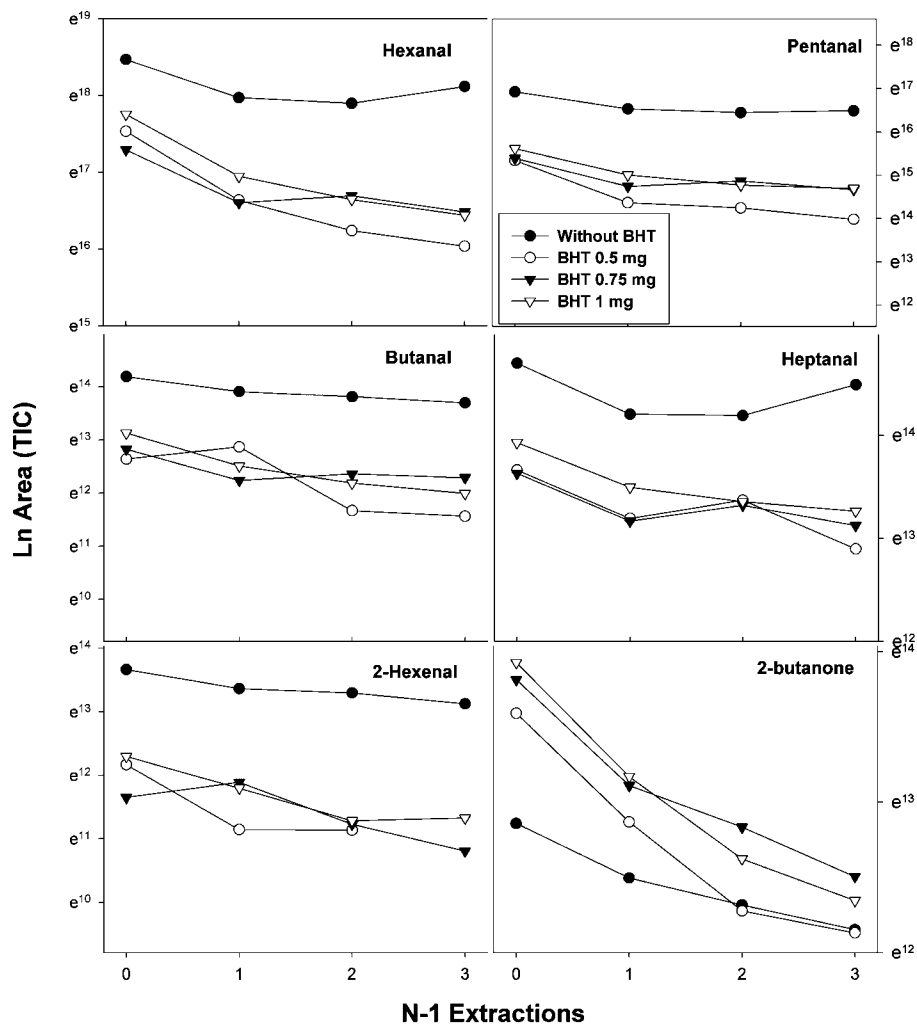 Ln Area (TIC)
Hexanal
e19
e18
e17
e16
e15
Pentanal
e18
e17
e16
e15
e14
e13
e12
Without BHT
BHT 0.5 mg
BHT 0.75 mg
BHT 1 mg
Butanal
e14
e13
e12
e11
e10
Heptanal
e14
e13
e12
2-Hexenal
e14
e13
e12
e11
e10
0 1 2 3
2-butanone
e14
e13
e12
0 1 2 3
N-1 Extractions